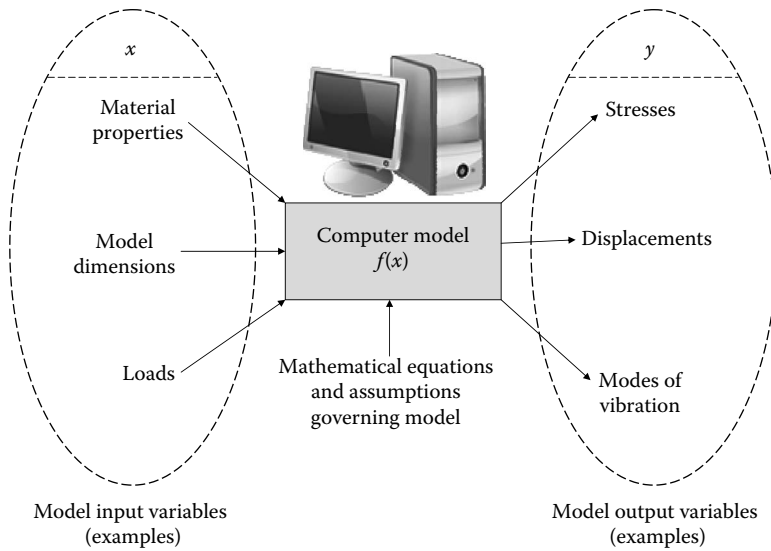 x
Material
properties
Model
dimensions
Loads
Model input variables
(examples)
Computer model
f(x)
Mathematical equations
and assumptions
governing model
y
Stresses
Displacements
Modes of
vibration
Model output variables
(examples)